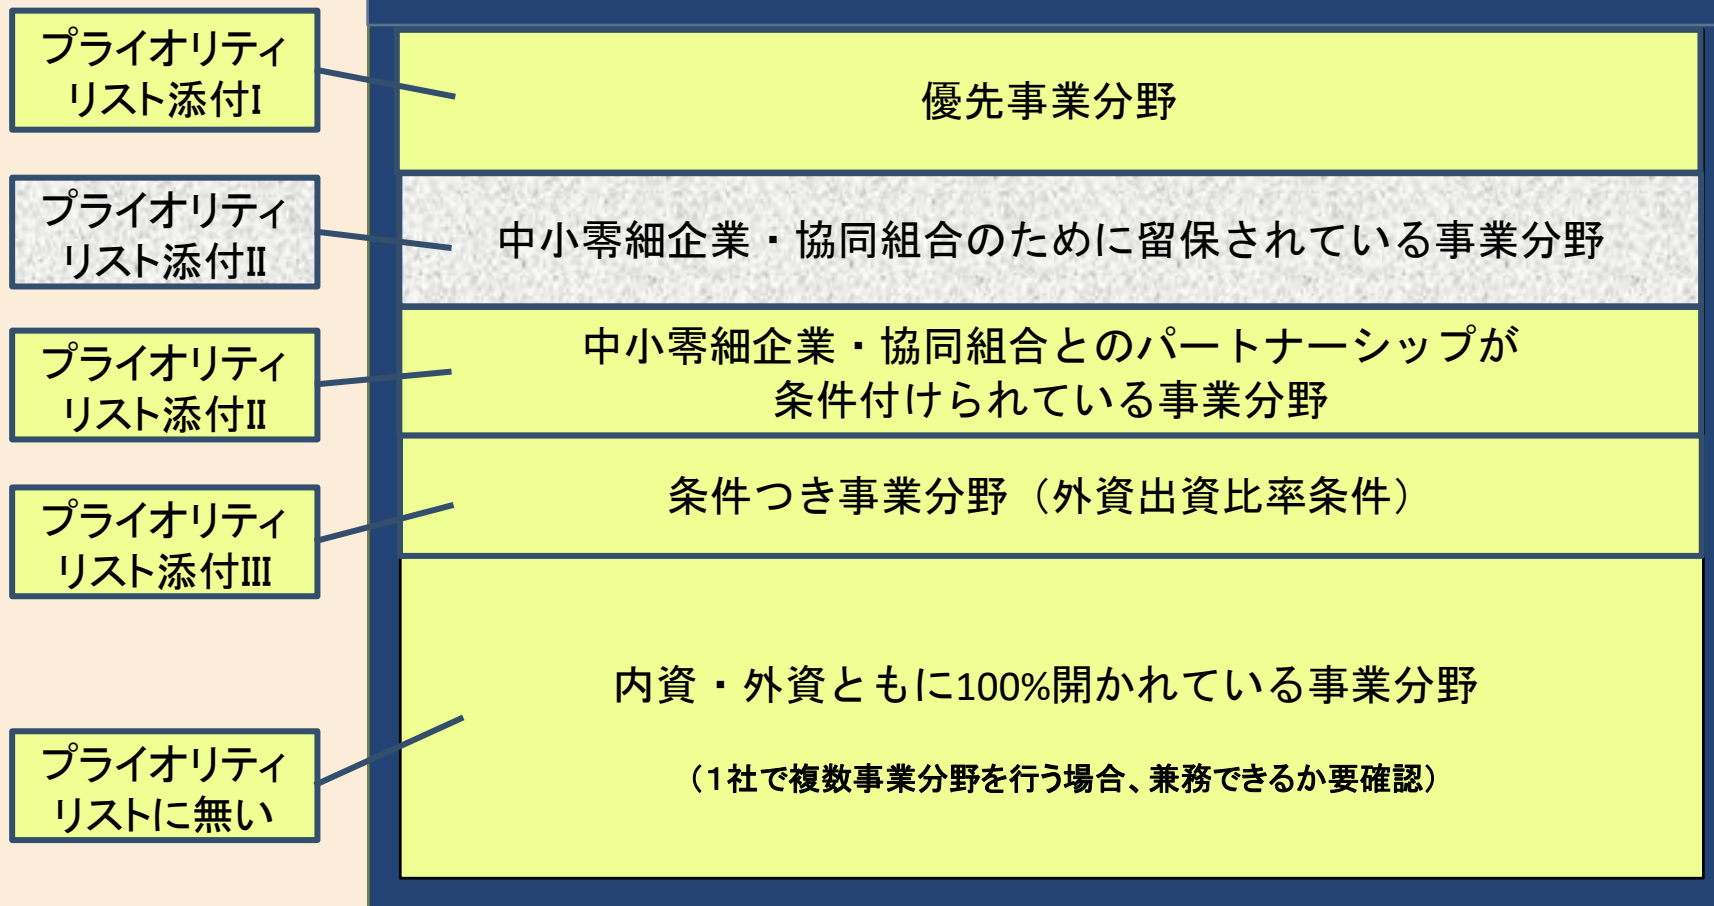 プライオリティ
リスト添付I
優先事業分野
プライオリティ
リスト添付II
中小零細企業・協同組合のために留保されている事業分野
プライオリティ
リスト添付II
中小零細企業・協同組合とのパートナーシップが
条件付けられている事業分野
プライオリティ
リスト添付III
条件つき事業分野（外資出資比率条件）
プライオリティ
リストに無い
内資・外資ともに100%開かれている事業分野
（１社で複数事業分野を行う場合、兼務できるか要確認）